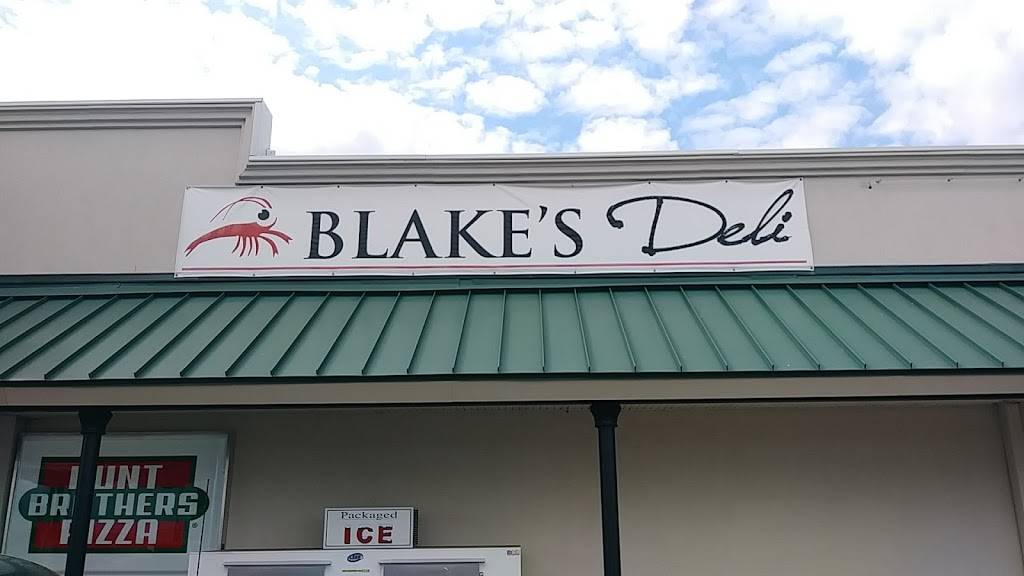 BLAKE'S Deli
HUNT
BROTHERS
PIZZA
Packaged
ICE